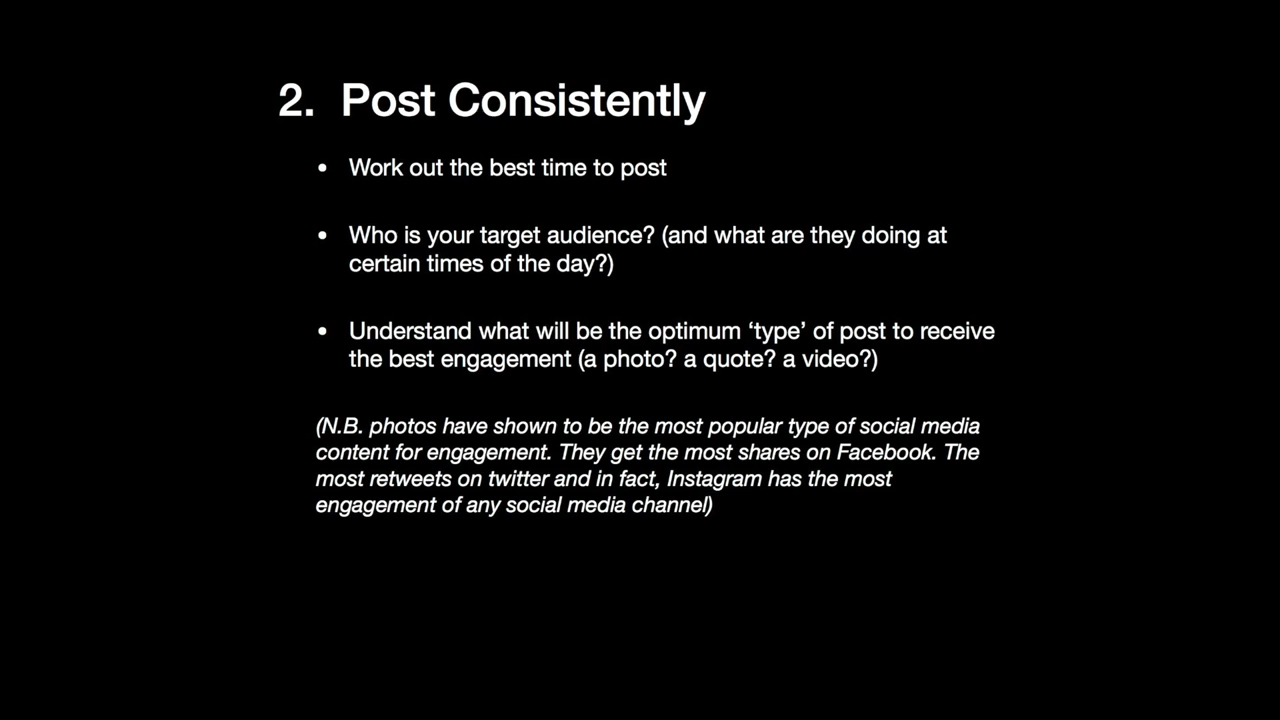 2. Post Consistently
• Work out the best time to post
• Who is your target audience? (and what are they doing at
certain times of the day?)
• Understand what will be the optimum ‘type’ of post to receive
the best engagement (a photo? a quote? a video?)
(N.B. photos have shown to be the most popular type of social media
content for engagement. They get the most shares on Facebook. The
most retweets on twitter and in fact, Instagram has the most
engagement of any social media channel)